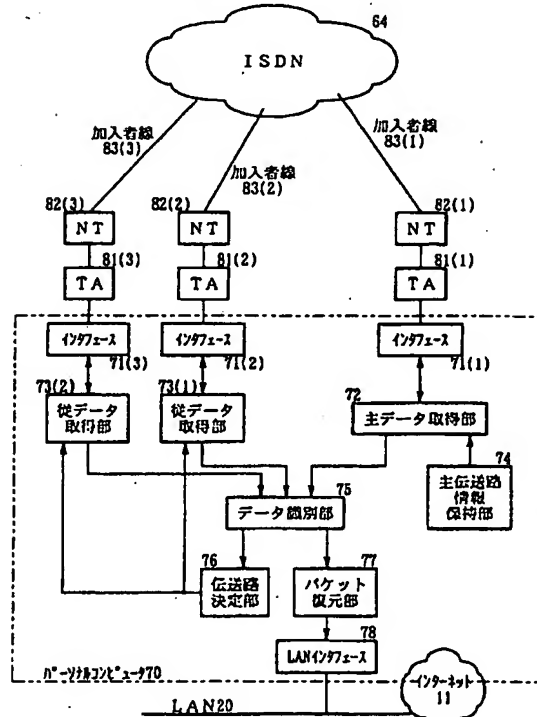 64
ISDN
加入者線
83(3)
加入者線
83(2)
加入者線
83(1)
82(3)
NT
82(2)
NT
82(1)
NT
81(3)
TA
81(2)
TA
81(1)
TA
インタフェース
71(3)
インタフェース
71(2)
インタフェース
71(1)
73(2)
従データ
取得部
73(1)
従データ
取得部
72
主データ取得部
74
主伝送路
情報
保持部
75
データ識別部
76
伝送路
決定部
77
パケット
復元部
78
LANインタフェース
パーソナルコンピュータ70
インターネット
11
LAN20